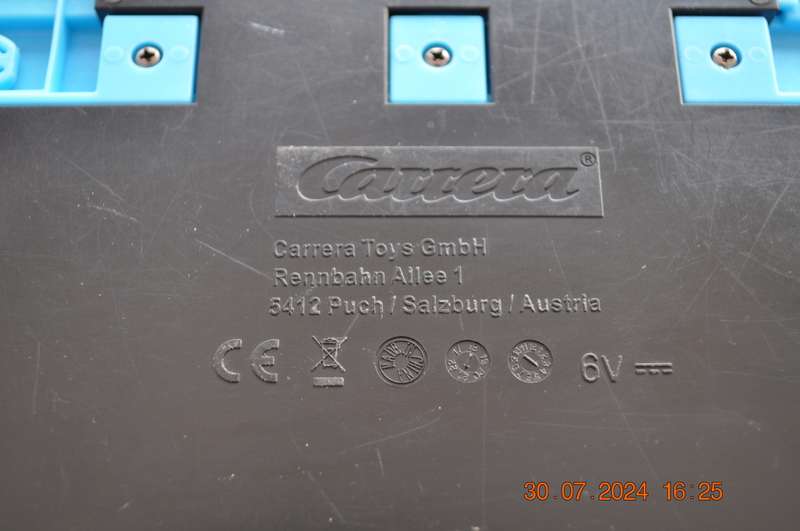 Carrera®
Carrera Toys GmbH
Rennbahn Allee 1
5412 Puch / Salzburg / Austria
CE
6V
30.07.2024 16:25